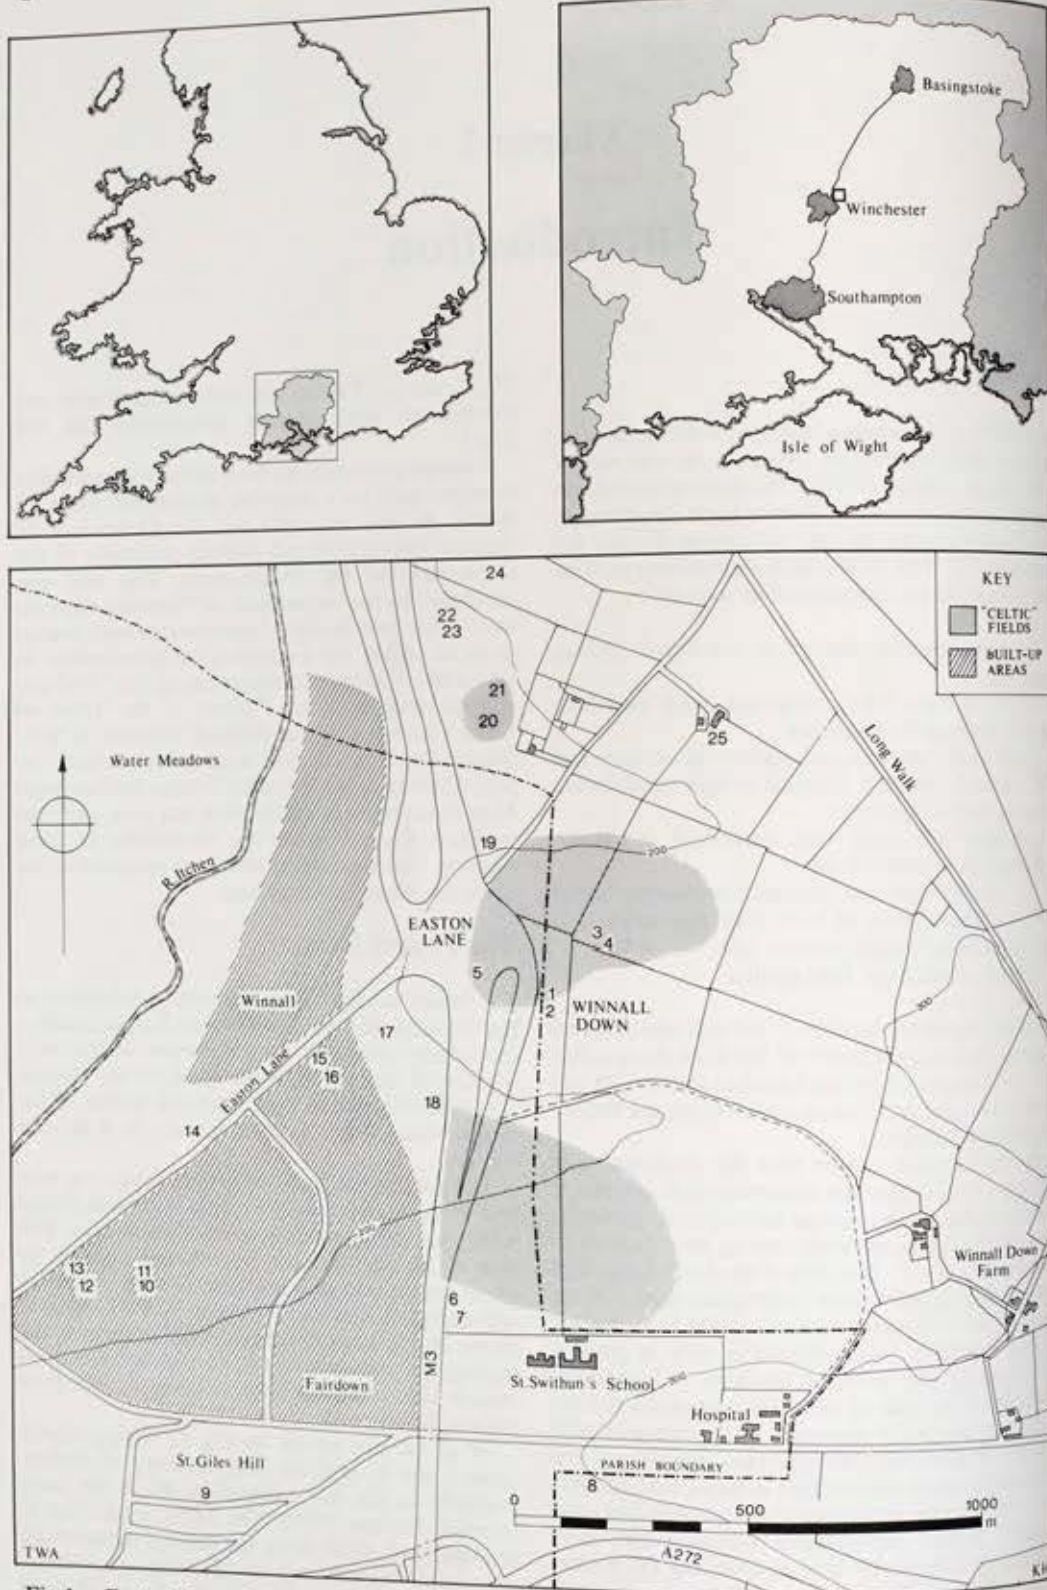 Basingstoke
Winchester
Southampton
Isle of Wight
KEY
"CELTIC"
FIELDS
BUILT-UP
AREAS
24
22
23
21
20
25
Long Walk
Water Meadows
R. Itchen
19
200
EASTON
LANE
3
4
5
1
2
WINNALL
DOWN
300
Winnall
17
15
16
Easton Lane
18
14
13
12
11
10
6
7
Winnall Down
Farm
M3
St. Swithun's School
300
Fairdown
Hospital
St. Giles Hill
9
PARISH BOUNDARY
8
0
500
1000
m
A272
TWA